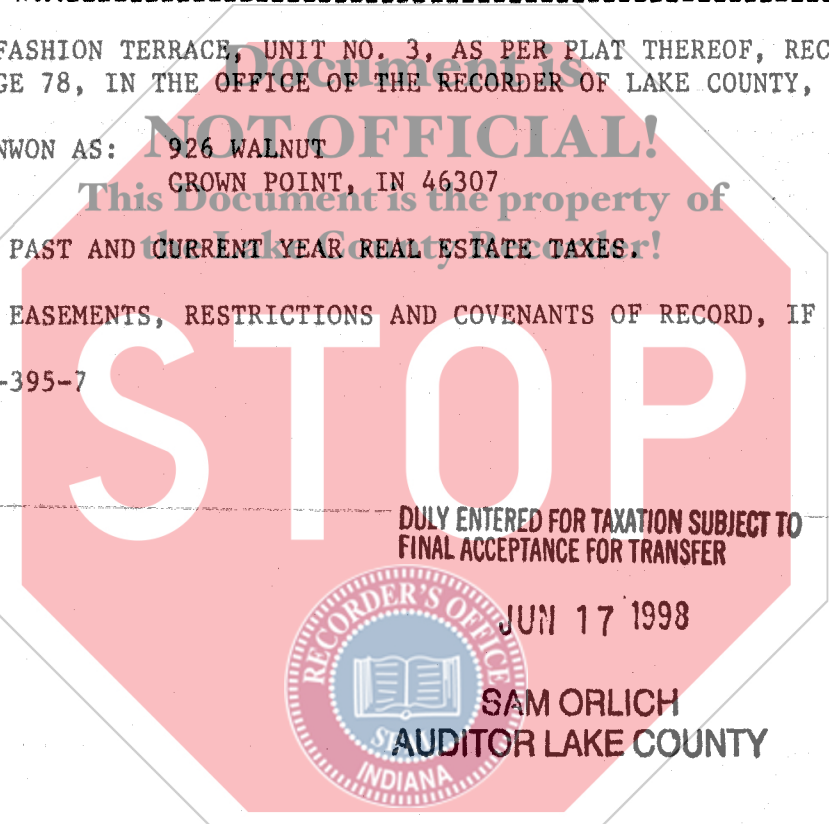 FASHION TERRACE, UNIT NO. 3, AS PER PLAT THEREOF, REC
GE 78, IN THE OFFICE OF THE RECORDER OF LAKE COUNTY,
Document is
NOT OFFICIAL!
This Document is the property of
the Lake County Recorder!
NWON AS: 926 WALNUT
CROWN POINT, IN 46307
PAST AND CURRENT YEAR REAL ESTATE TAXES.
EASEMENTS, RESTRICTIONS AND COVENANTS OF RECORD, IF
-395-7
STOP
DULY ENTERED FOR TAXATION SUBJECT TO
FINAL ACCEPTANCE FOR TRANSFER
JUN 17 1998
SAM ORLICH
AUDITOR LAKE COUNTY
RECORDER'S OFFICE
INDIANA